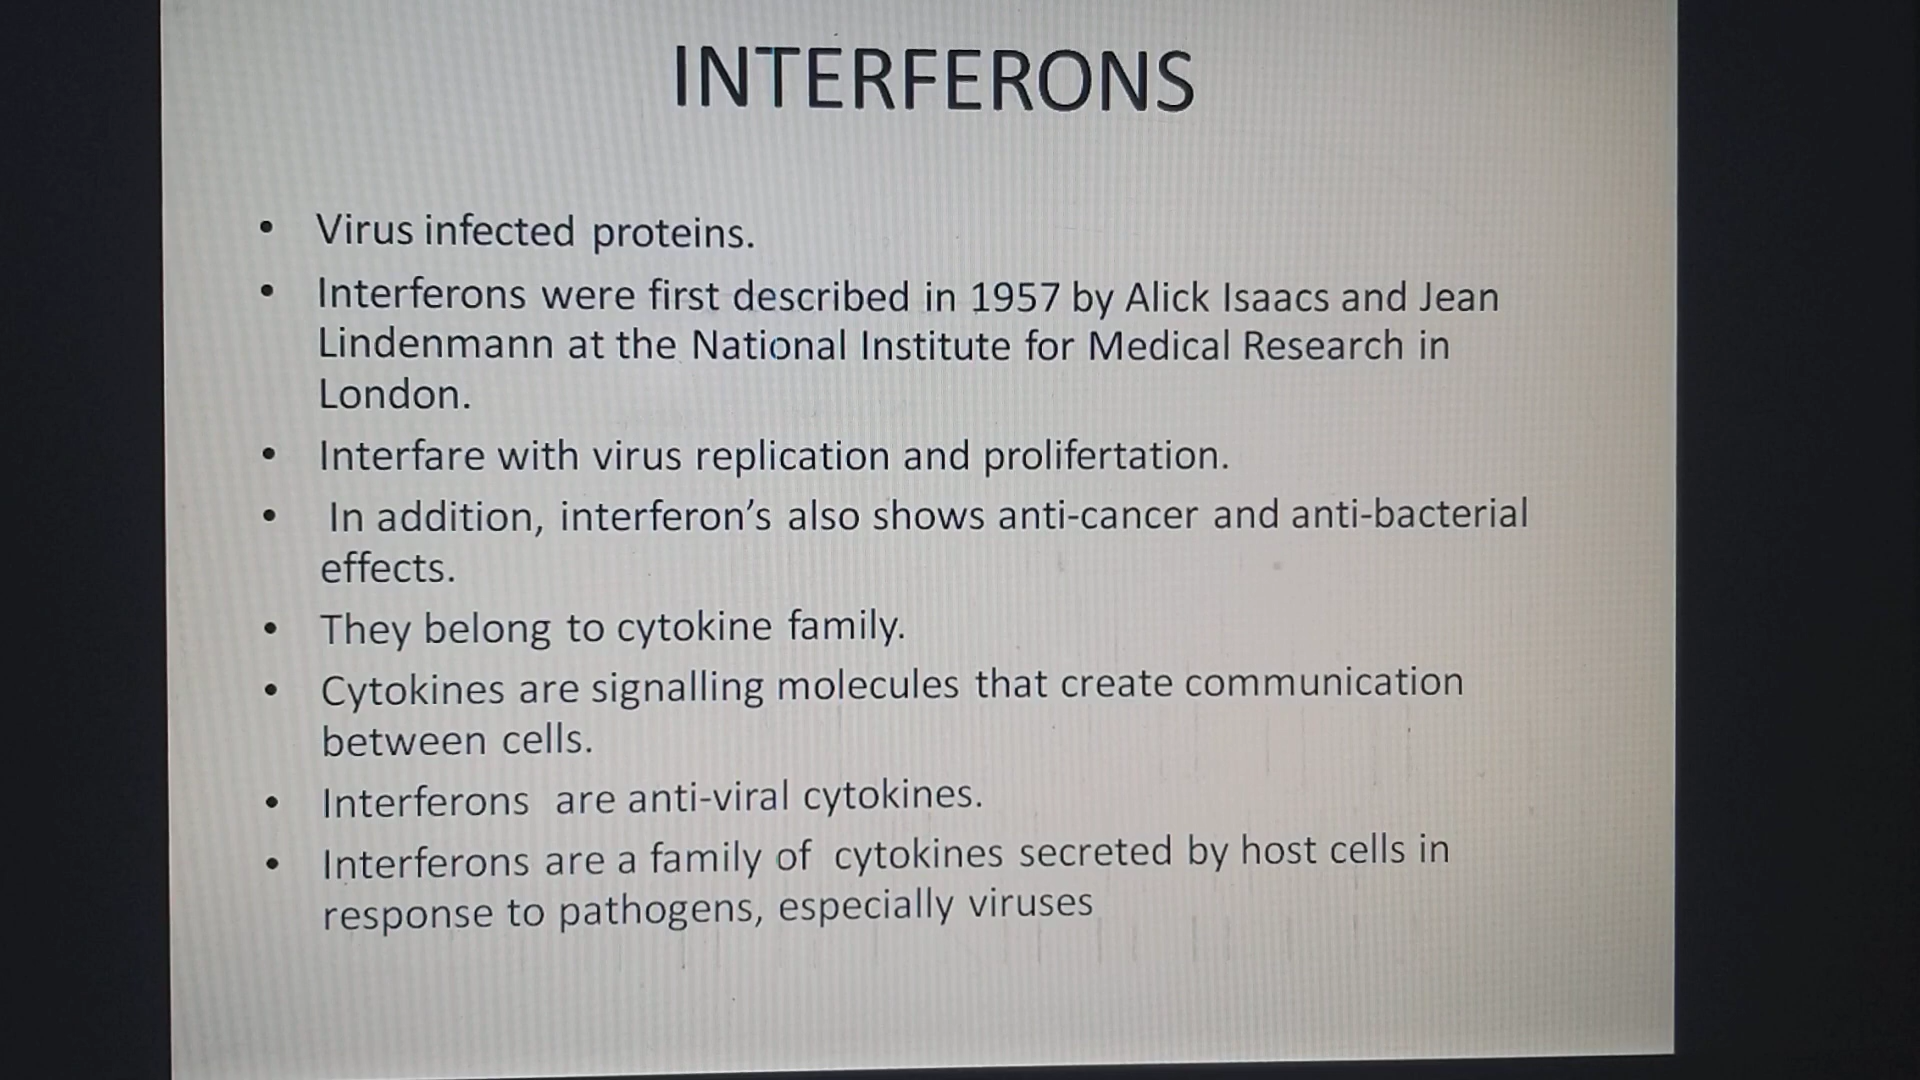 INTERFERONS
• Virus infected proteins.
• Interferons were first described in 1957 by Alick Isaacs and Jean
Lindenmann at the National Institute for Medical Research in
London.
• Interfare with virus replication and prolifertation.
• In addition, interferon’s also shows anti-cancer and anti-bacterial
effects.
• They belong to cytokine family.
• Cytokines are signalling molecules that create communication
between cells.
• Interferons are anti-viral cytokines.
• Interferons are a family of cytokines secreted by host cells in
response to pathogens, especially viruses